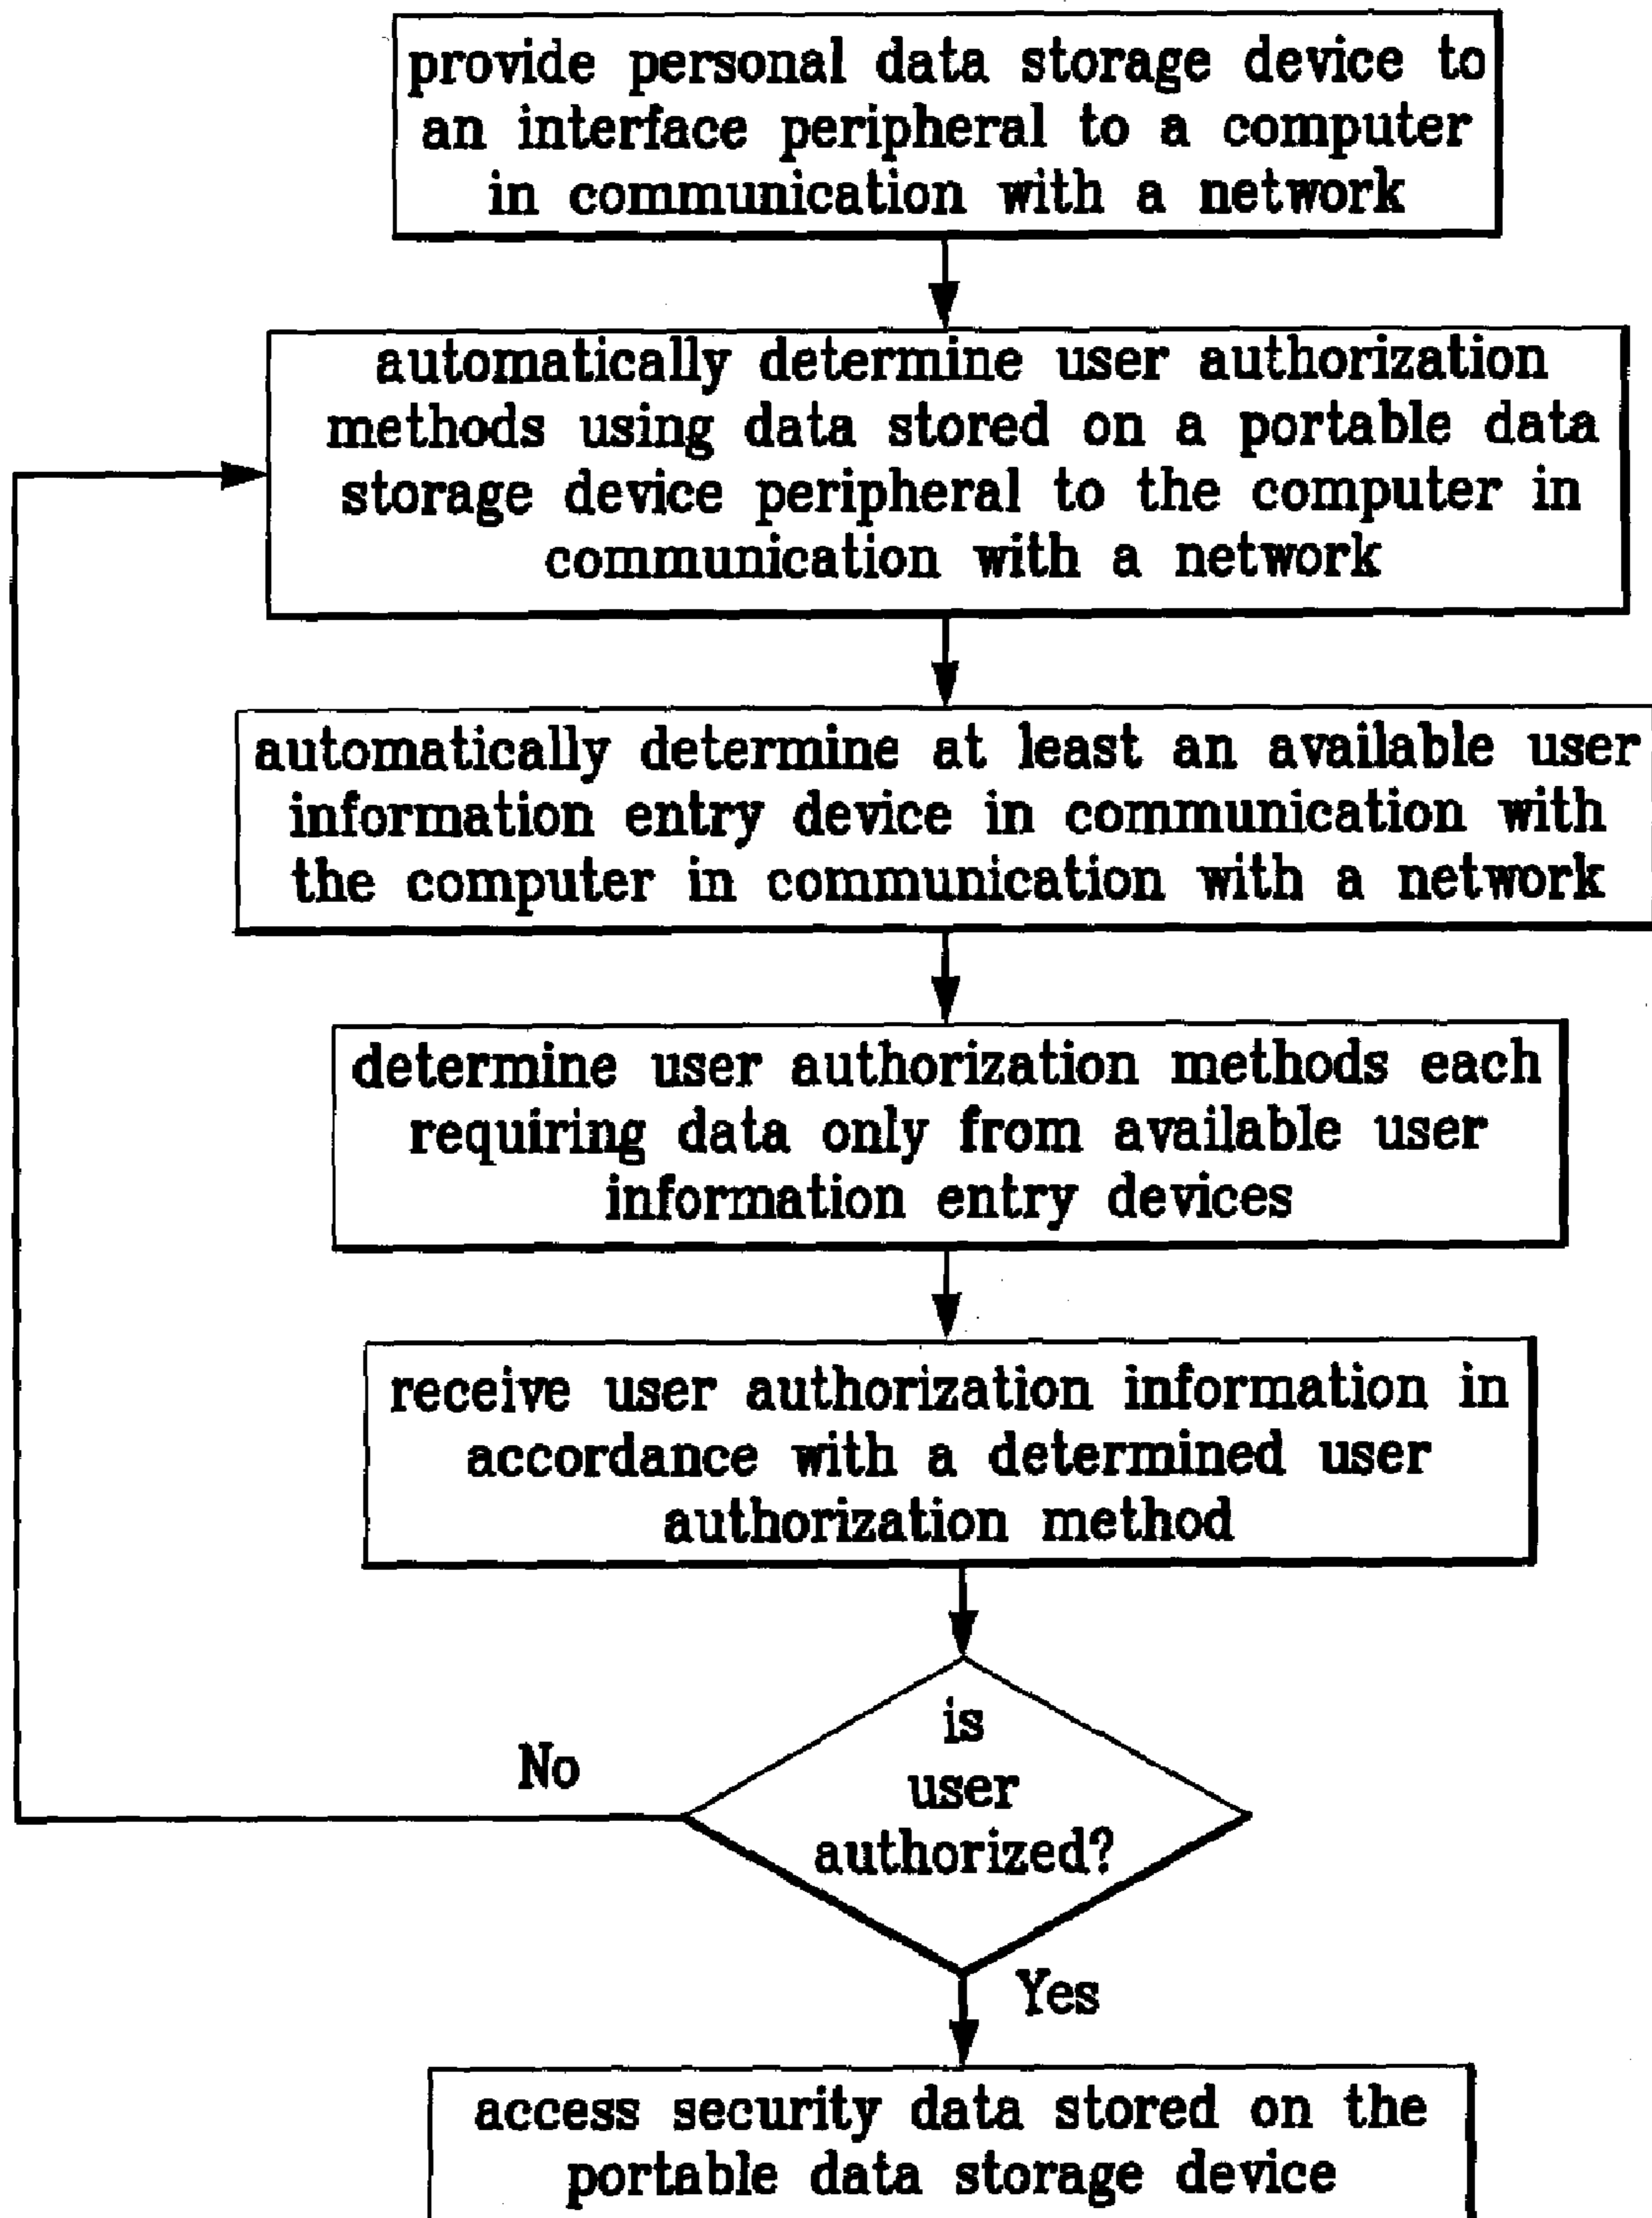 provide personal data storage device to
an interface peripheral to a computer
in communication with a network
automatically determine user authorization
methods using data stored on a portable data
storage device peripheral to the computer in
communication with a network
automatically determine at least an available user
information entry device in communication with
the computer in communication with a network
determine user authorization methods each
requiring data only from available user
information entry devices
receive user authorization information in
accordance with a determined user
authorization method
No
is
user
authorized?
Yes
access security data stored on the
portable data storage device